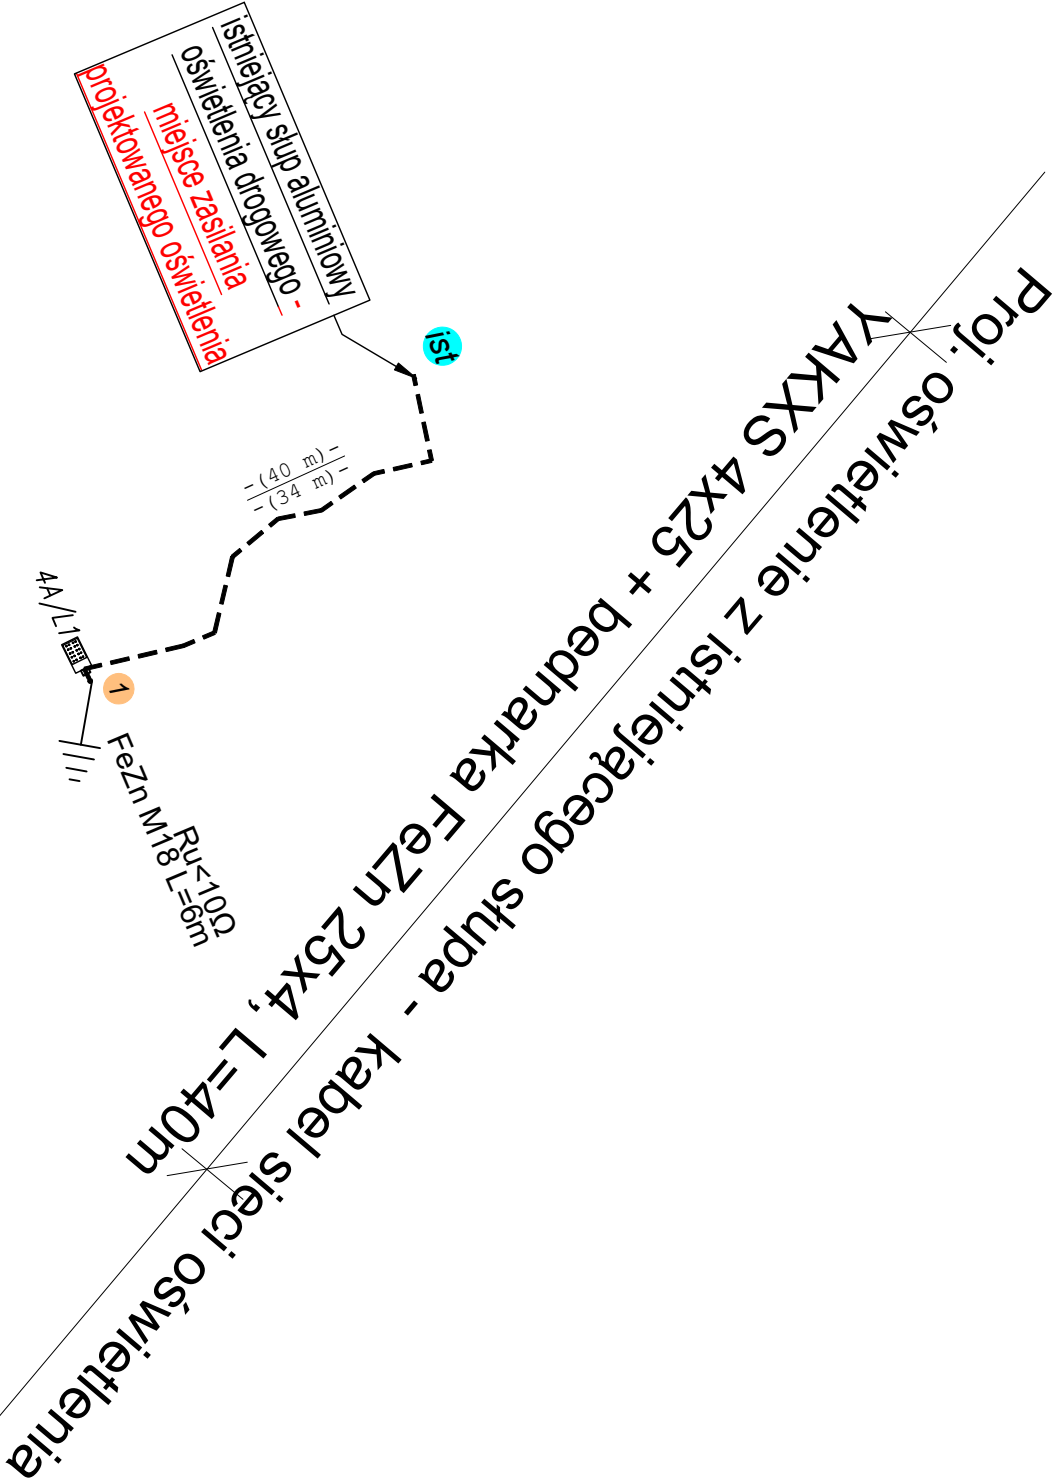 istniejący słup aluminiowy
oświetlenia drogowego -
miejsce zasilania
projektowanego oświetlenia
ist
-(40 m)-
-(34 m)-
4A/L1
1
Ru<10Ω
FeZn M18 L=6m
Proj. oświetlenie z istniejącego słupa - kabel sieci oświetlenia
YAKXS 4x25 + bednarka FeZn 25x4, L=40m